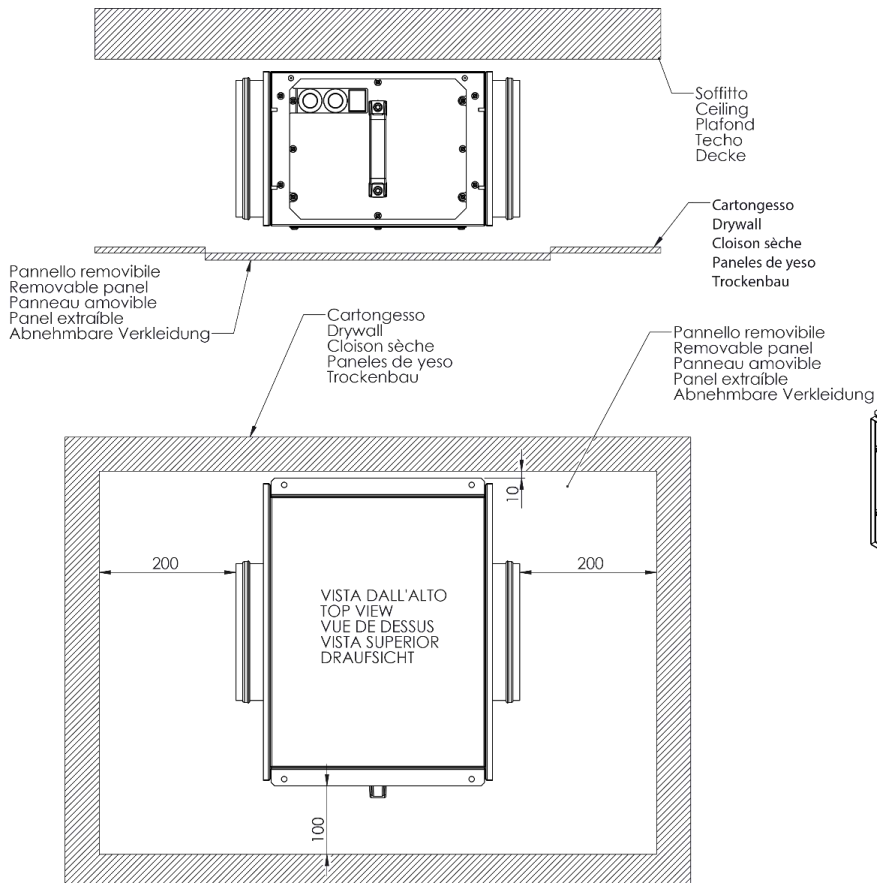 Soffitto
Ceiling
Plafond
Techo
Decke
Cartongesso
Drywall
Cloison sèche
Paneles de yeso
Trockenbau
Pannello removibile
Removable panel
Panneau amovible
Panel extraíble
Abnehmbare Verkleidung
Cartongesso
Drywall
Cloison sèche
Paneles de yeso
Trockenbau
Pannello removibile
Removable panel
Panneau amovible
Panel extraíble
Abnehmbare Verkleidung
10
200
200
VISTA DALL'ALTO
TOP VIEW
VUE DE DESSUS
VISTA SUPERIOR
DRAUFSICHT
100